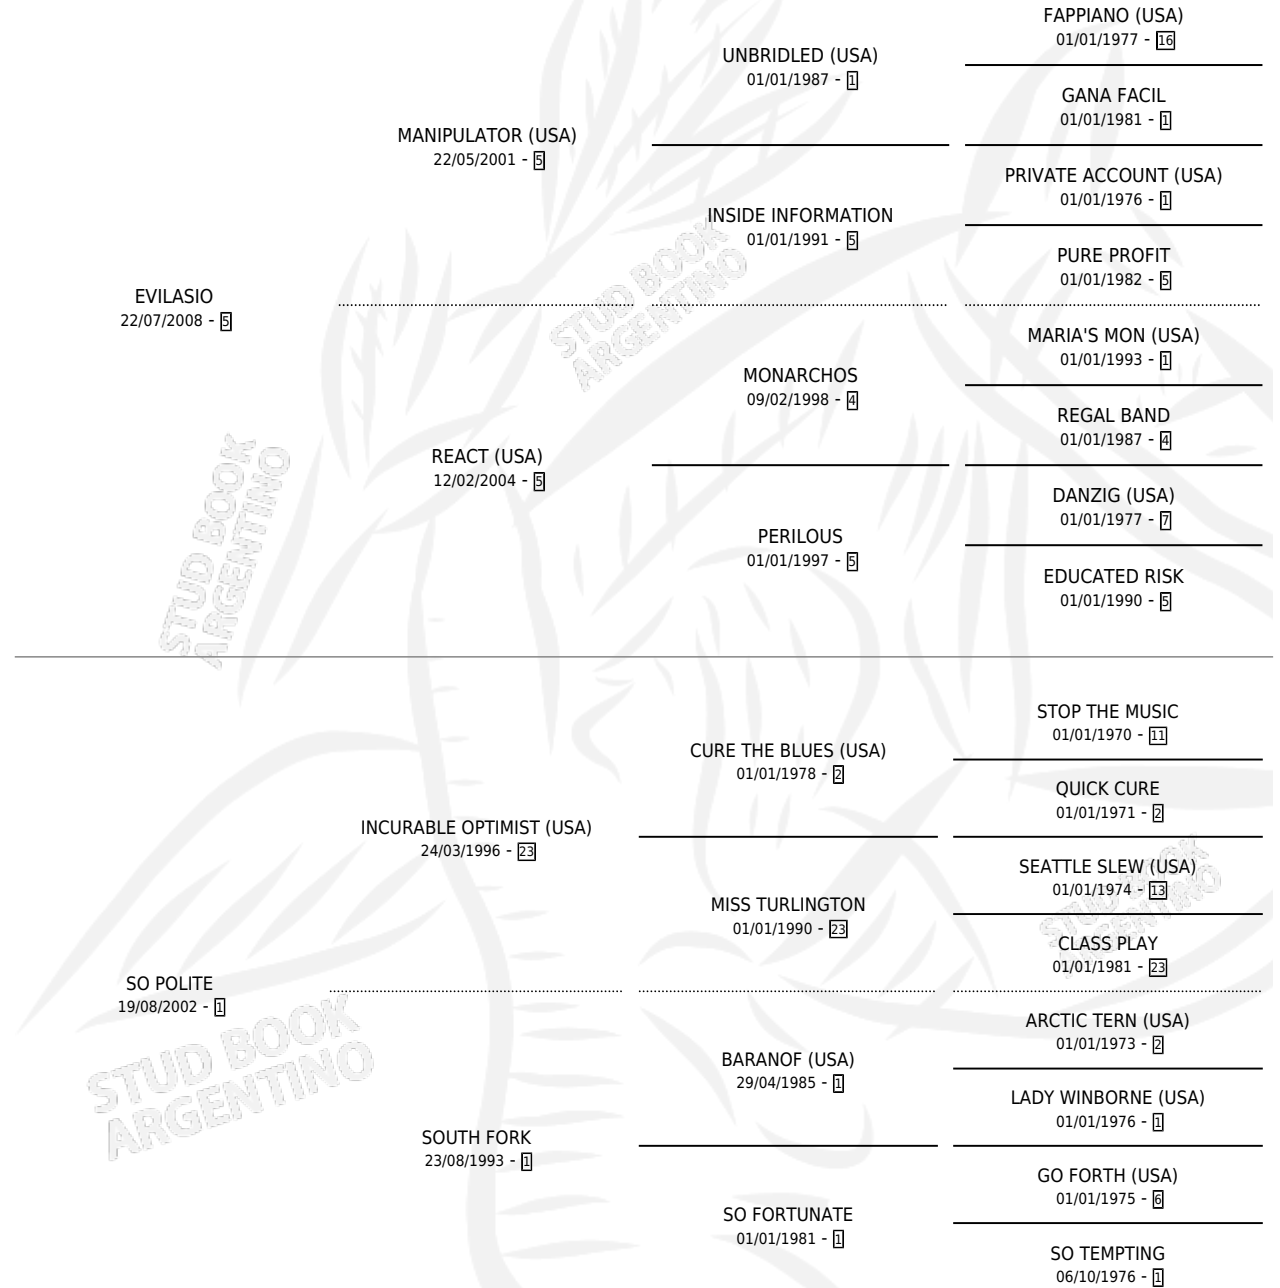 FAPPIANO (USA)
01/01/1977 - 16
UNBRIDLED (USA)
01/01/1987 - 1
GANA FACIL
01/01/1981 - 1
MANIPULATOR (USA)
22/05/2001 - 5
PRIVATE ACCOUNT (USA)
01/01/1976 - 1
INSIDE INFORMATION
01/01/1991 - 5
PURE PROFIT
01/01/1982 - 5
EVILASIO
22/07/2008 - 5
MARIA'S MON (USA)
01/01/1993 - 1
MONARCHOS
09/02/1998 - 4
REGAL BAND
01/01/1987 - 4
REACT (USA)
12/02/2004 - 5
DANZIG (USA)
01/01/1977 - 7
PERILOUS
01/01/1997 - 5
EDUCATED RISK
01/01/1990 - 5
STOP THE MUSIC
01/01/1970 - 11
CURE THE BLUES (USA)
01/01/1978 - 2
QUICK CURE
01/01/1971 - 2
INCURABLE OPTIMIST (USA)
24/03/1996 - 23
SEATTLE SLEW (USA)
01/01/1974 - 13
MISS TURLINGTON
01/01/1990 - 23
CLASS PLAY
01/01/1981 - 23
SO POLITE
19/08/2002 - 1
ARCTIC TERN (USA)
01/01/1973 - 2
BARANOF (USA)
29/04/1985 - 1
LADY WINBORNE (USA)
01/01/1976 - 1
SOUTH FORK
23/08/1993 - 1
GO FORTH (USA)
01/01/1975 - 6
SO FORTUNATE
01/01/1981 - 1
SO TEMPTING
06/10/1976 - 1
STUD BOOK
ARGENTINO
STUD BOOK
ARGENTINO
STUD BOOK
ARGENTINO
STUD BOOK
ARGENTINO